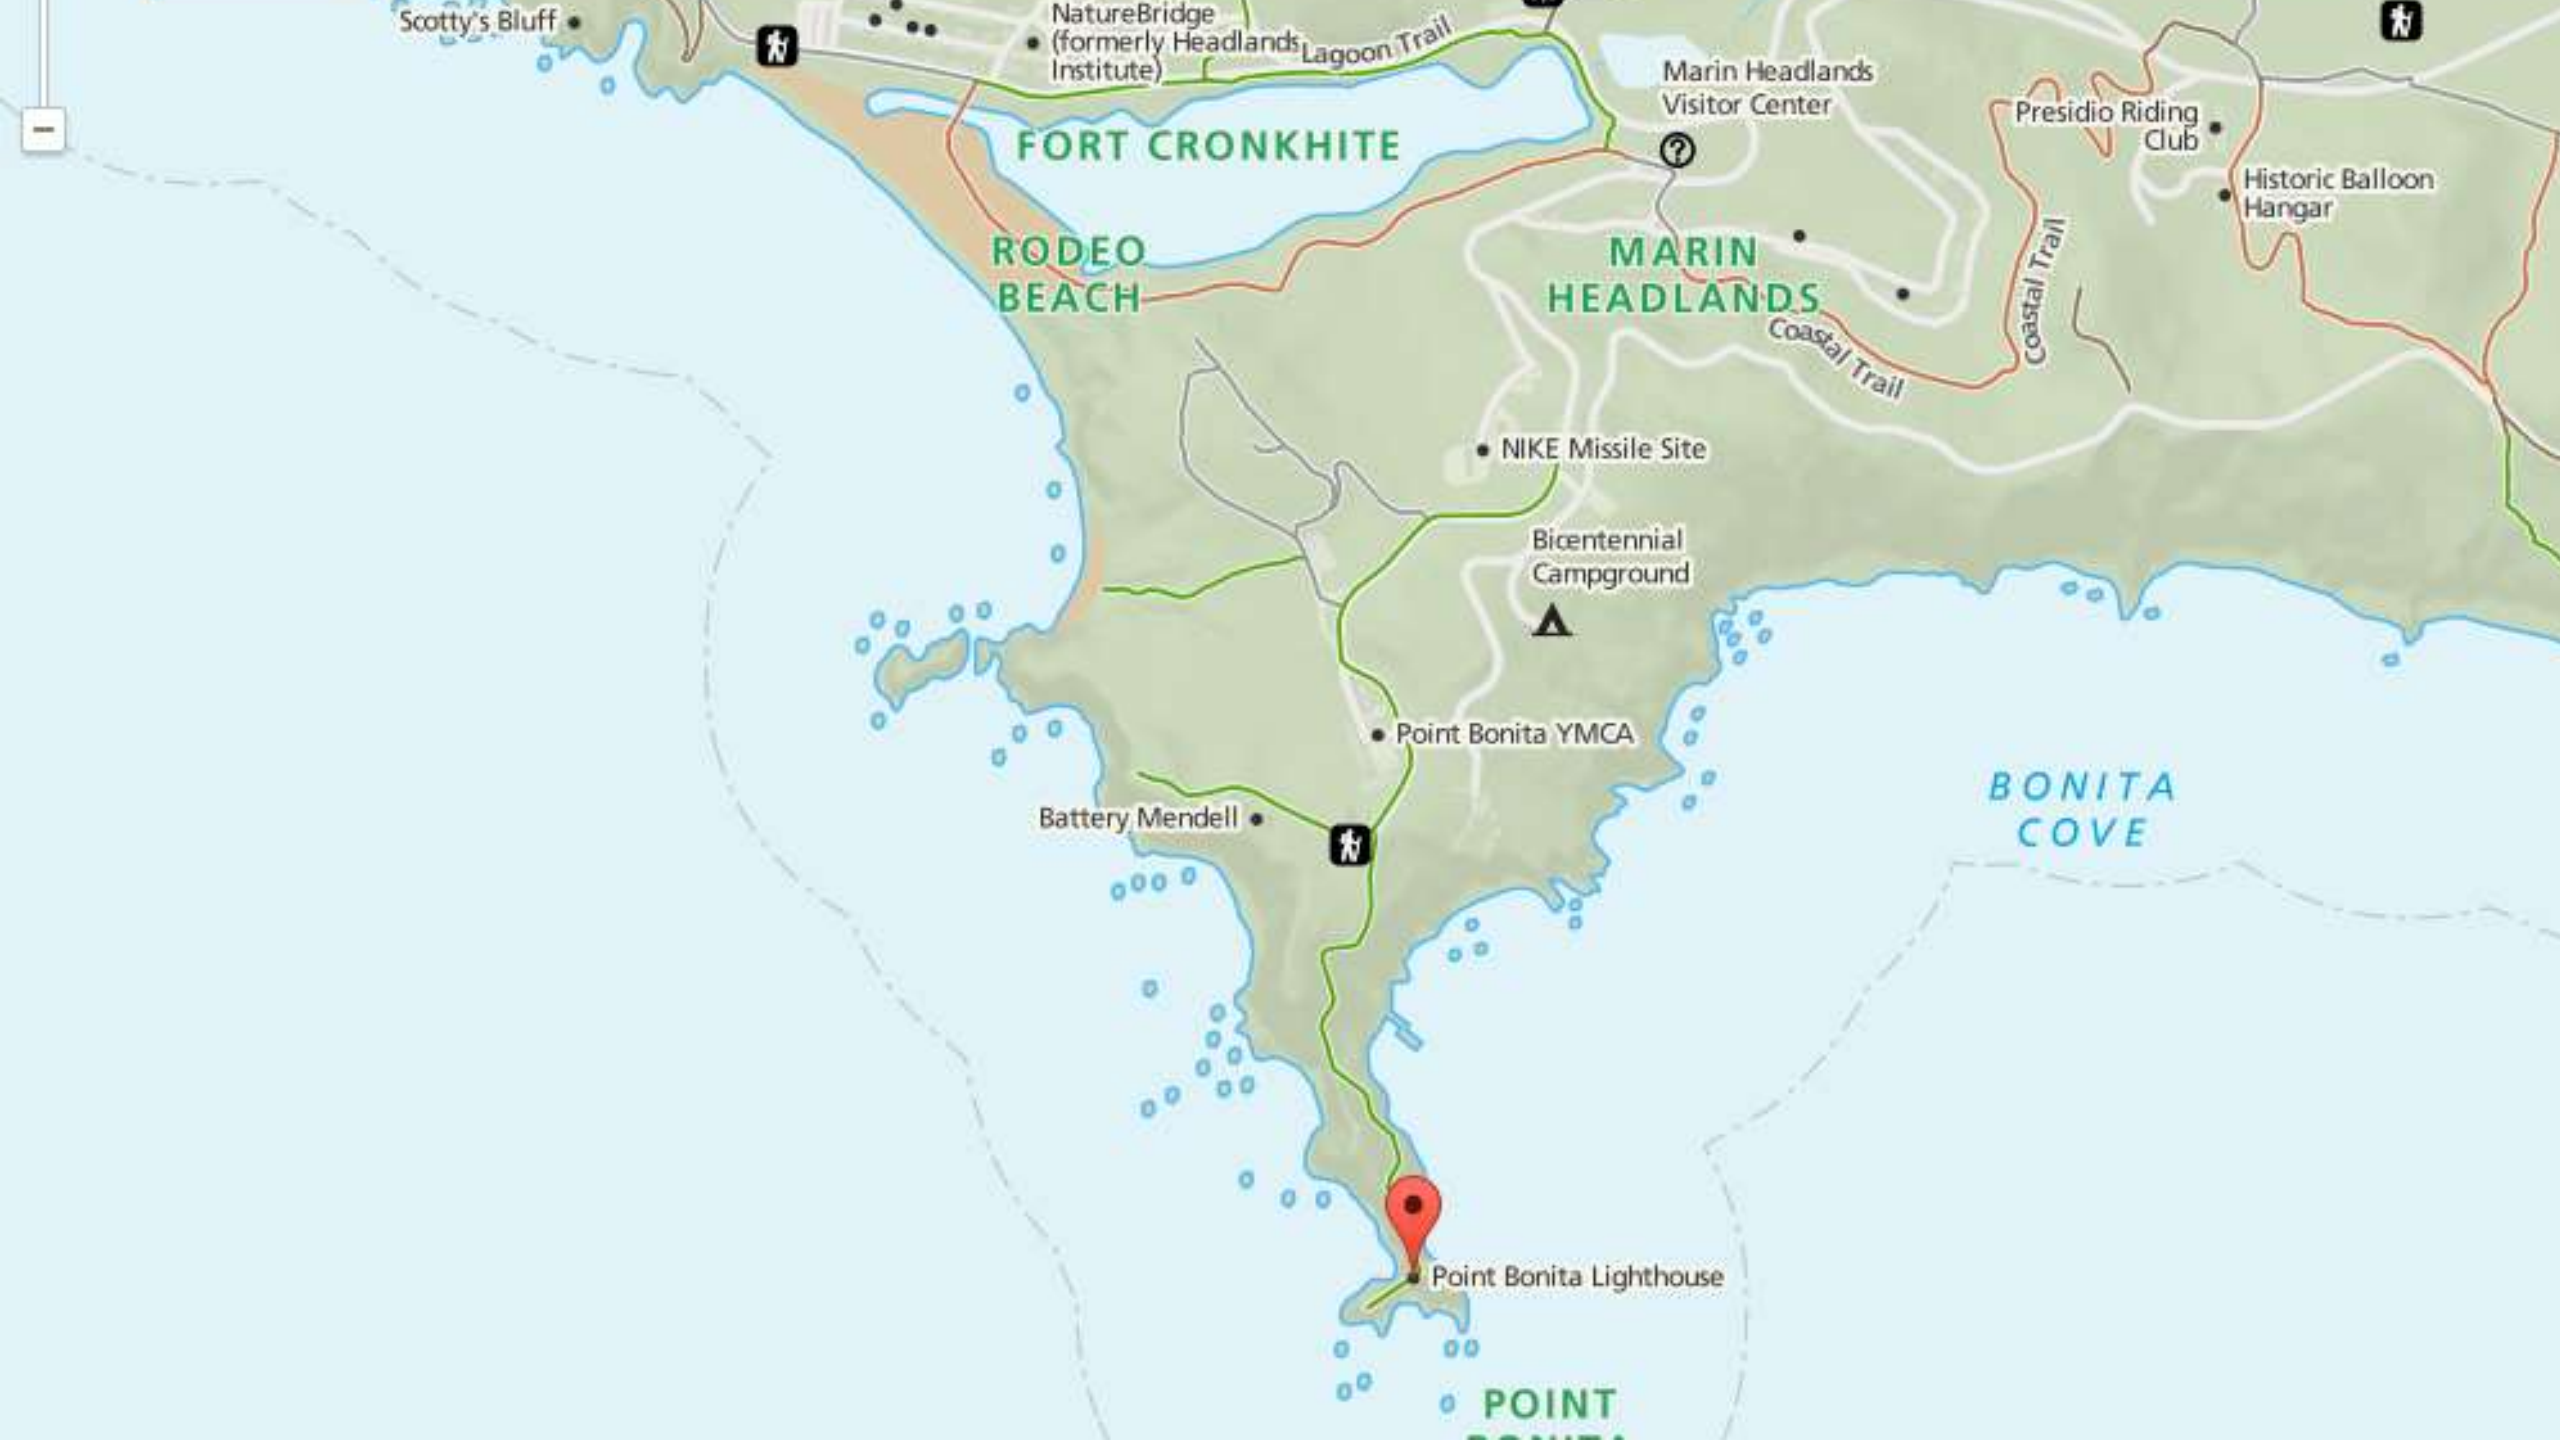 Scotty's Bluff
NatureBridge
(formerly Headlands
Institute)
Lagoon Trail
Marin Headlands
Visitor Center
?
Presidio Riding
Club
Historic Balloon
Hangar
FORT CRONKHITE
RODEO
BEACH
MARIN
HEADLANDS
Coastal Trail
Coastal Trail
NIKE Missile Site
Bicentennial
Campground
Point Bonita YMCA
Battery Mendell
BONITA
COVE
Point Bonita Lighthouse
POINT
BONITA